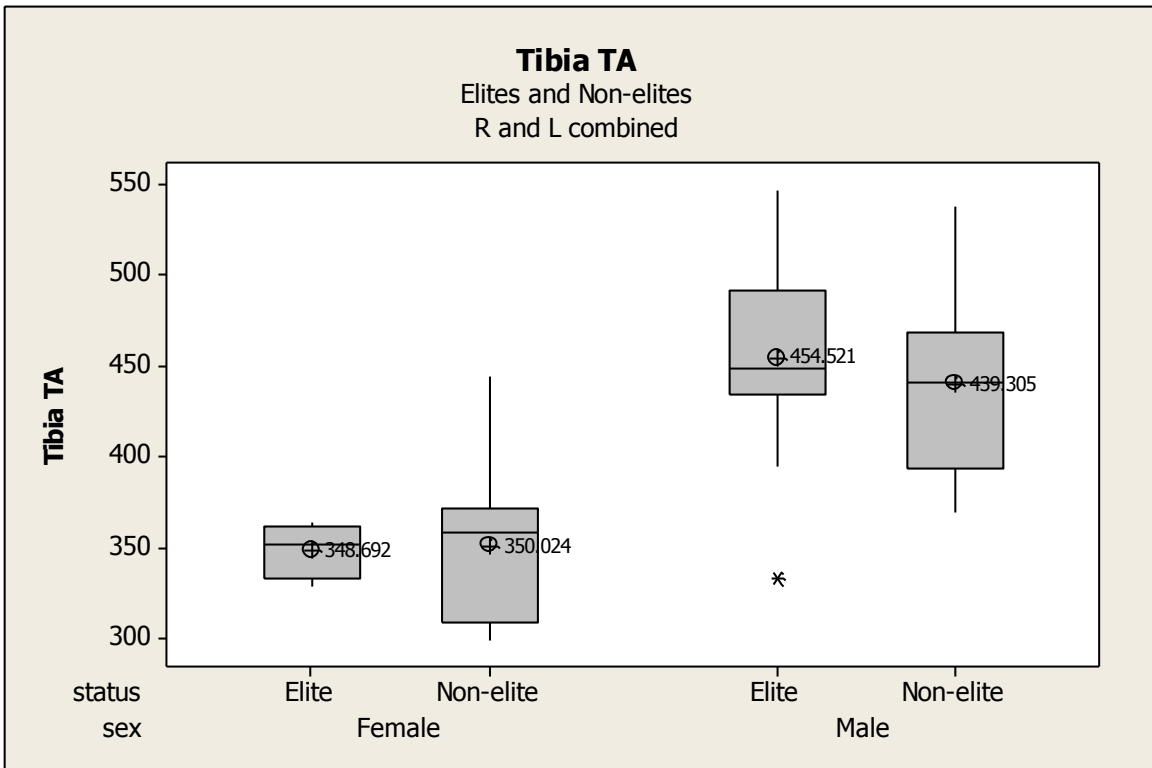 Tibia TA
Elites and Non-elites
R and L combined
Tibia TA
550
500
450
400
350
300
454.521
439.305
348.692
350.024
status Elite Non-elite Elite Non-elite
sex Female Male